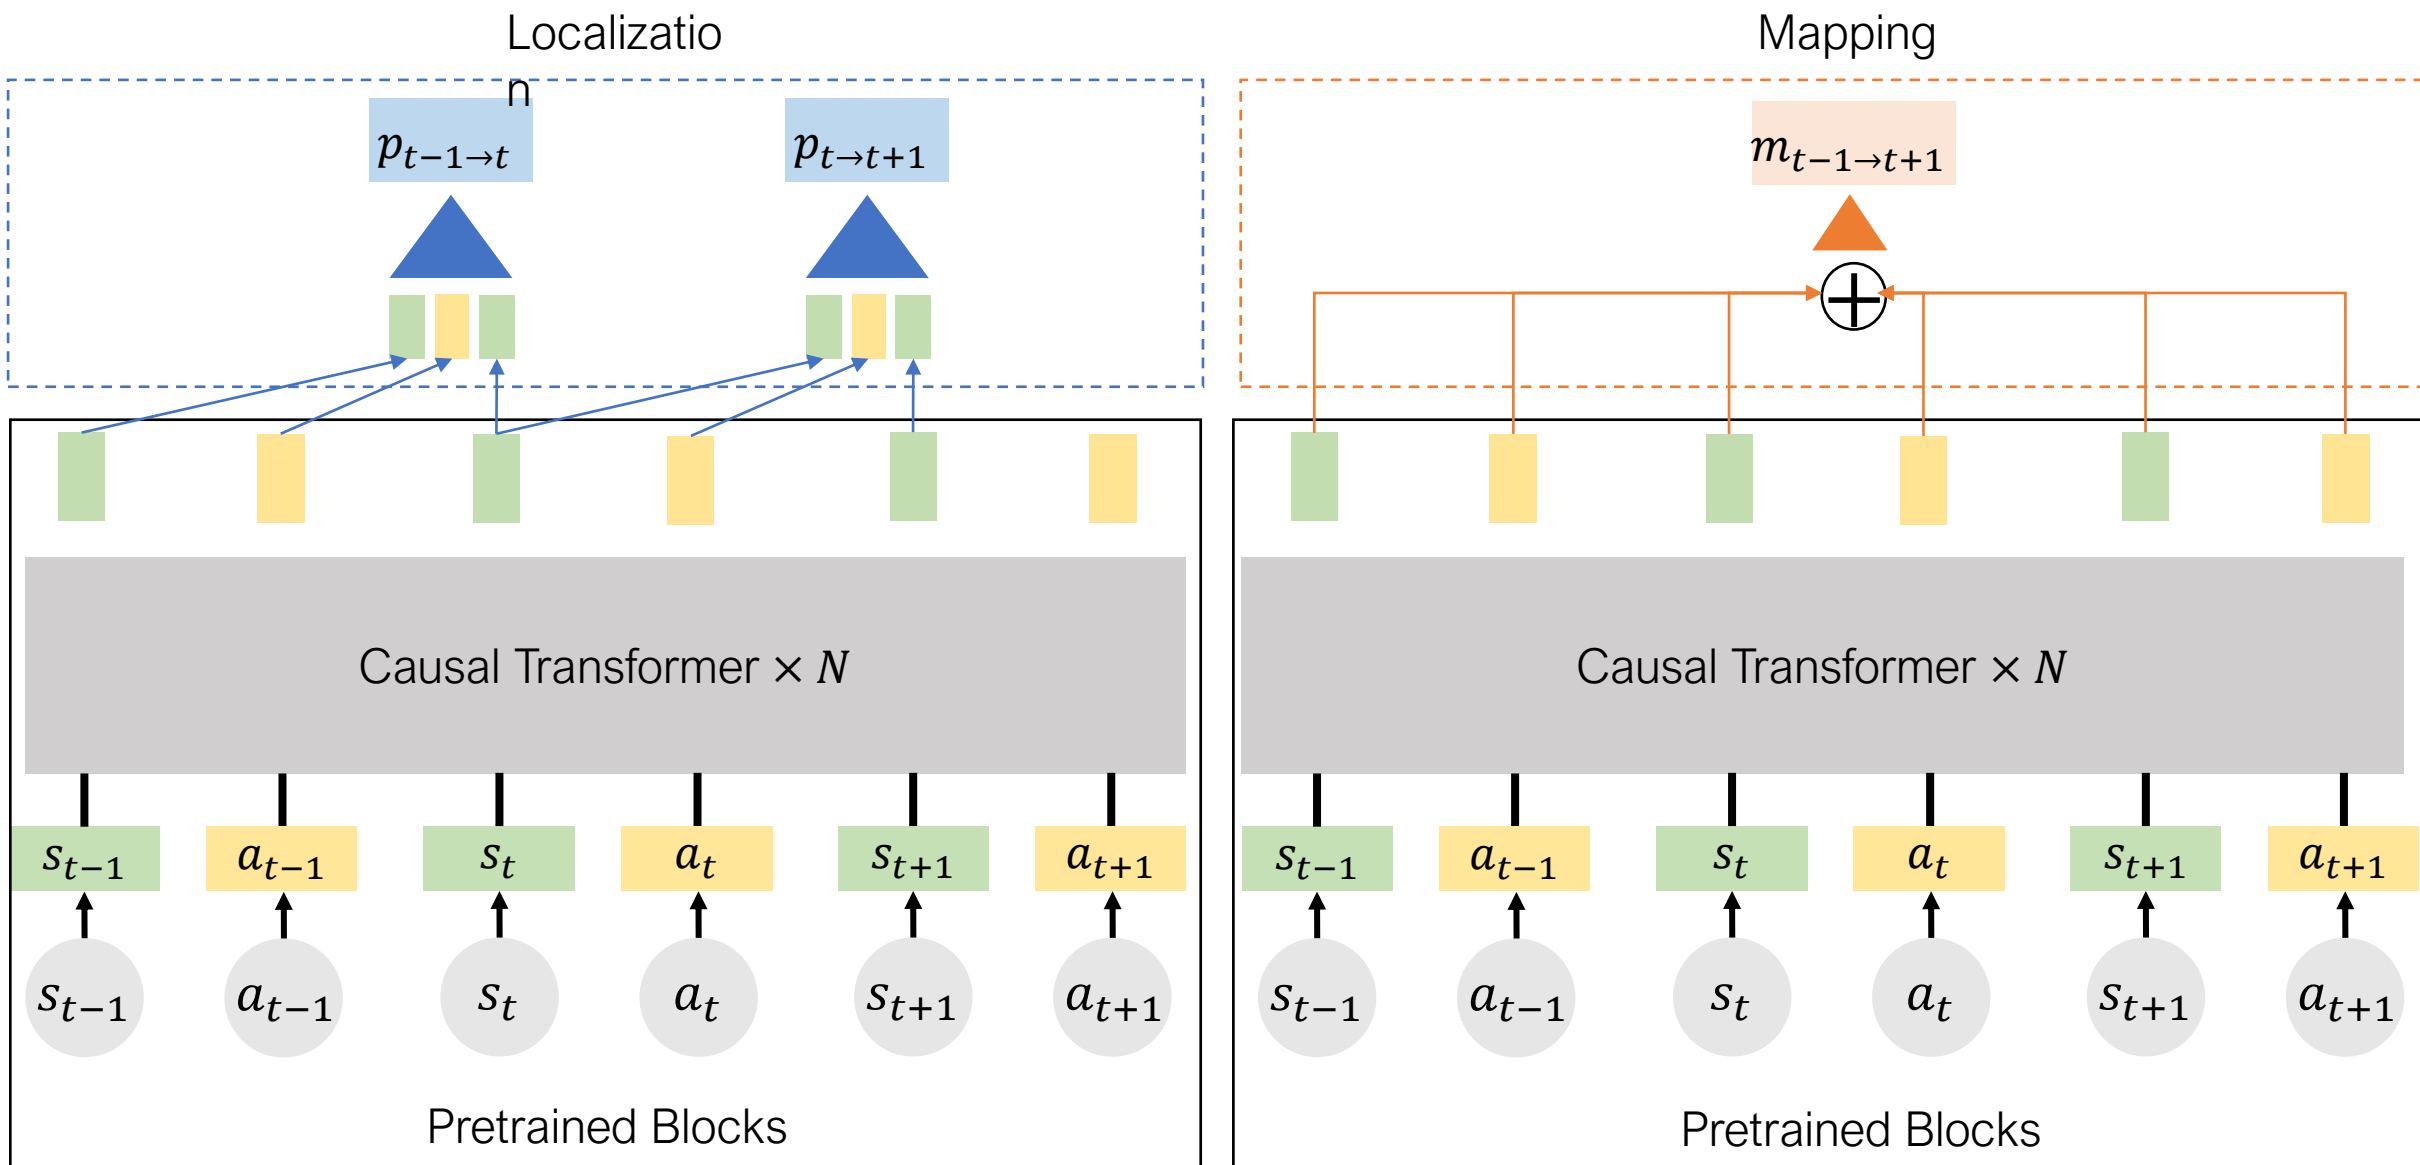 Localizatio
n
Mapping
p_{t−1→t}
p_{t→t+1}
m_{t−1→t+1}
Causal Transformer × N
Causal Transformer × N
s_{t−1} a_{t−1} s_t a_t s_{t+1} a_{t+1}
s_{t−1} a_{t−1} s_t a_t s_{t+1} a_{t+1}
s_{t−1} a_{t−1} s_t a_t s_{t+1} a_{t+1}
s_{t−1} a_{t−1} s_t a_t s_{t+1} a_{t+1}
Pretrained Blocks
Pretrained Blocks